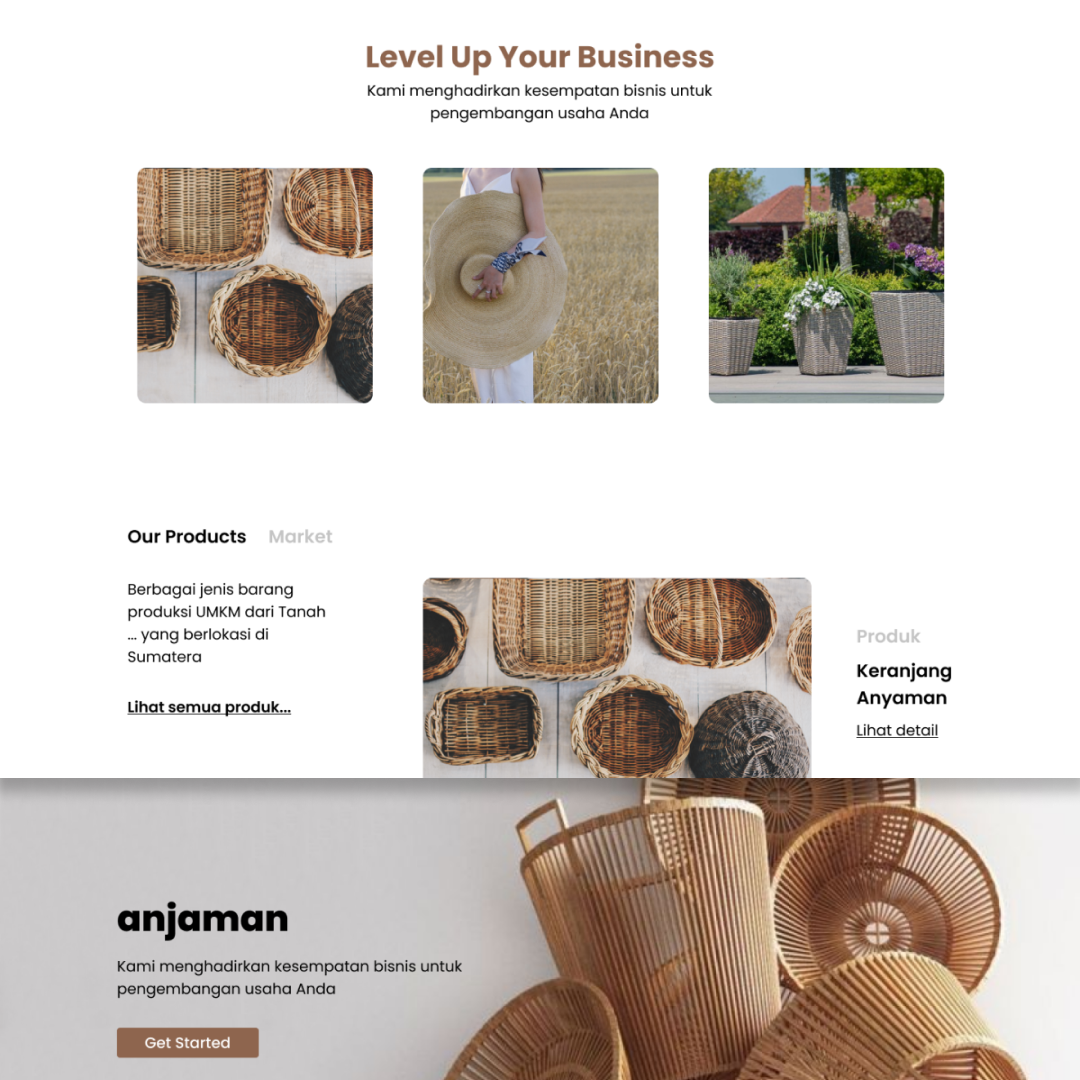 Level Up Your Business
Kami menghadirkan kesempatan bisnis untuk
pengembangan usaha Anda
Our Products Market
Berbagai jenis barang
produksi UMKM dari Tanah
... yang berlokasi di
Sumatera
Lihat semua produk...
Produk
Keranjang
Anyaman
Lihat detail
anjaman
Kami menghadirkan kesempatan bisnis untuk
pengembangan usaha Anda
Get Started